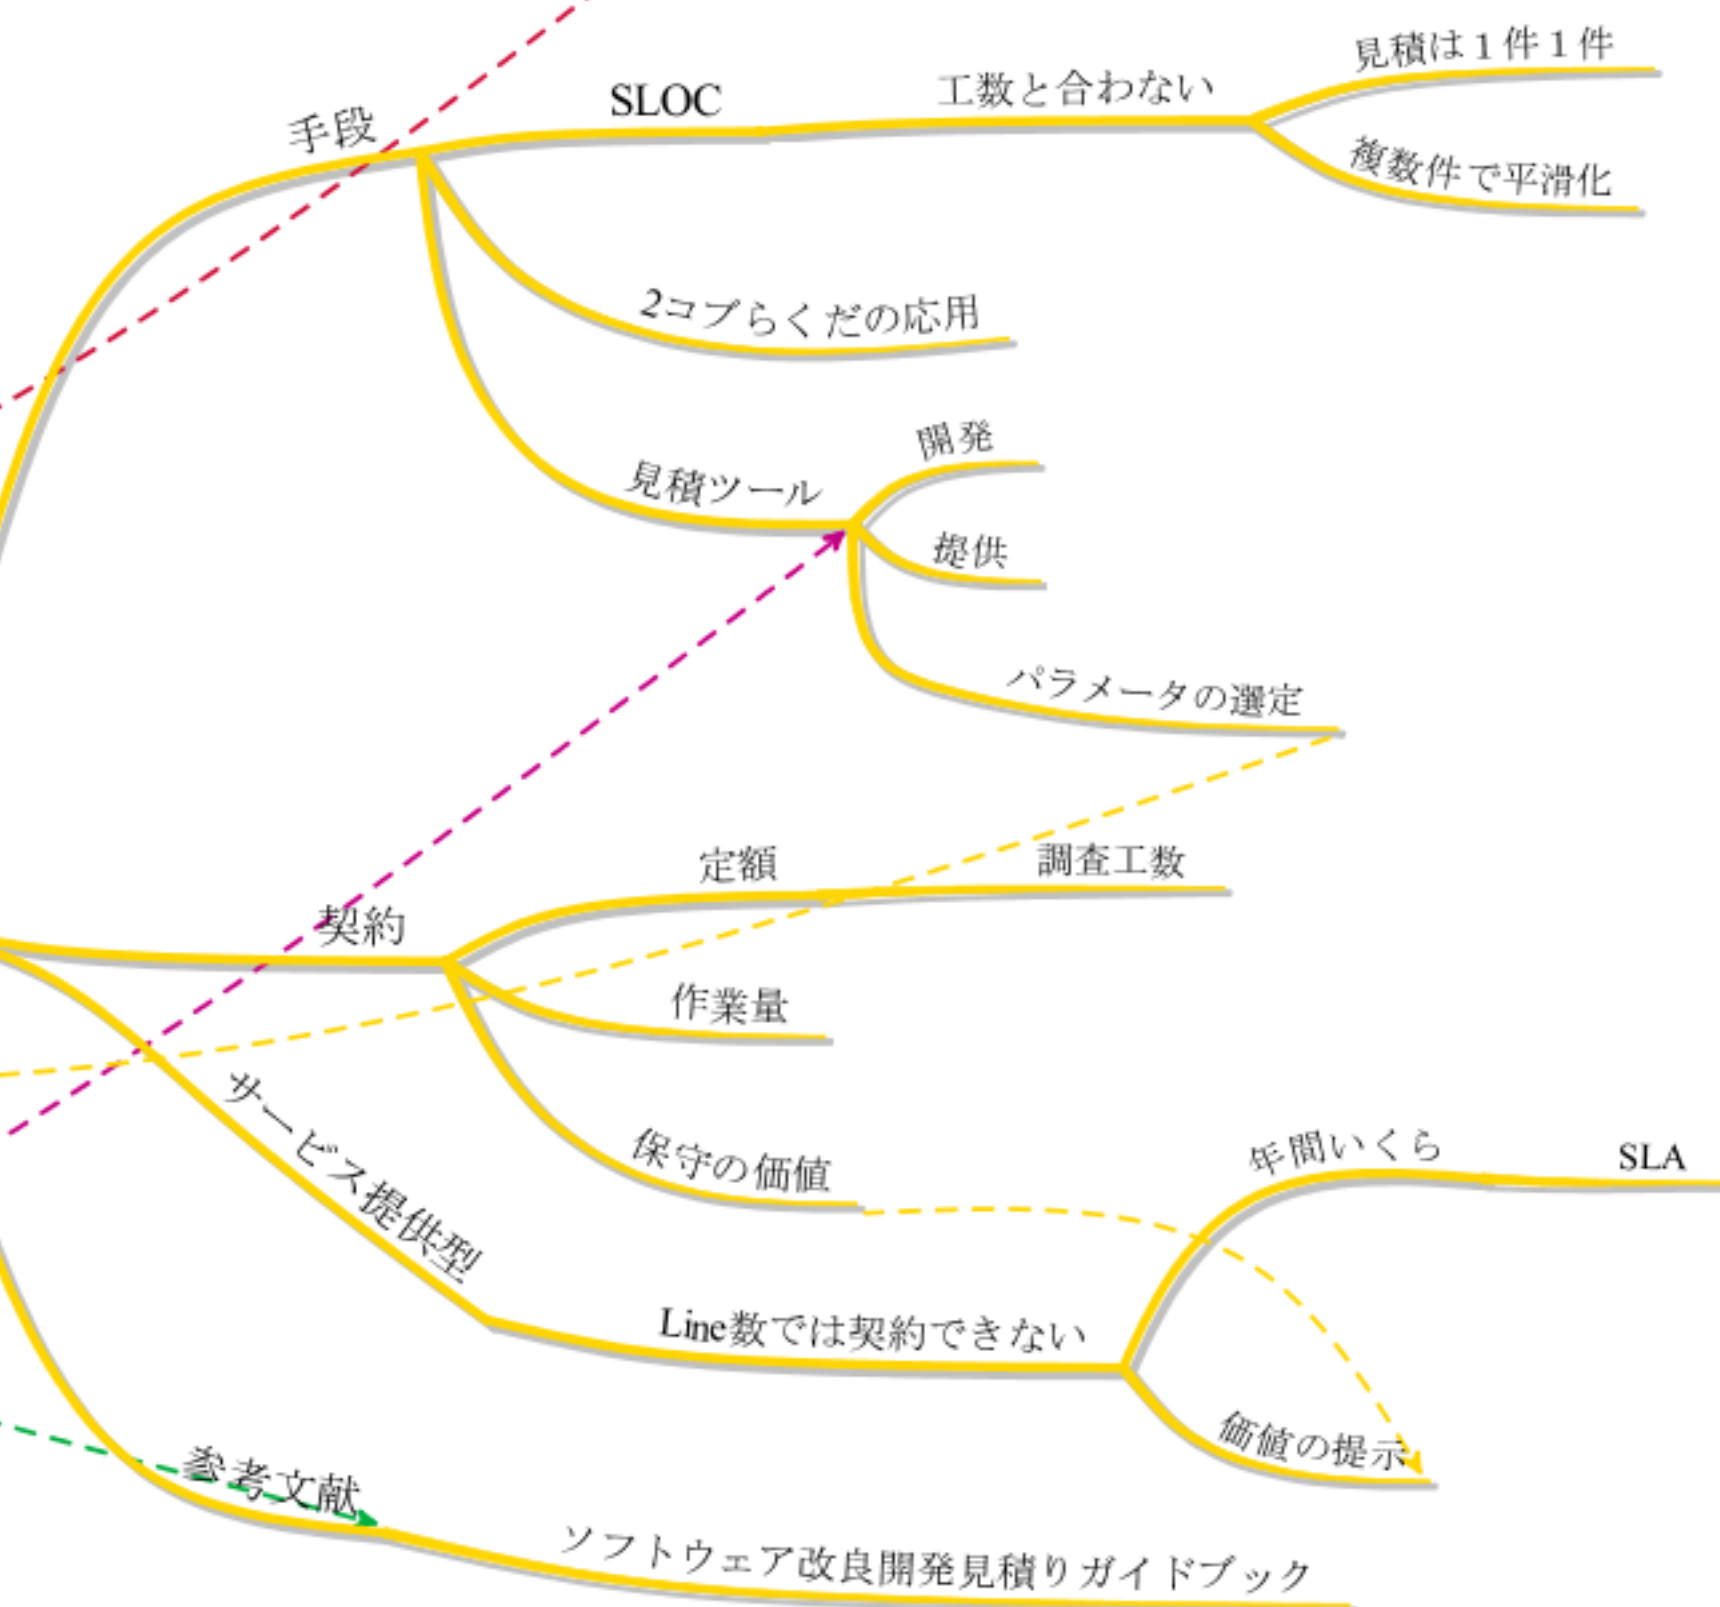 手段
SLOC
工数と合わない
見積は１件１件
複数件で平滑化
2コブらくだの応用
見積ツール
開発
提供
パラメータの選定
契約
定額
調査工数
作業量
保守の価値
サービス提供型
Line数では契約できない
年間いくら
SLA
価値の提示
参考文献
ソフトウェア改良開発見積りガイドブック